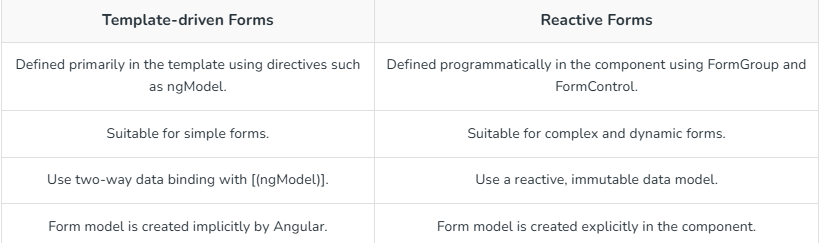 Template-driven Forms
Reactive Forms
Defined primarily in the template using directives such
as ngModel.
Defined programmatically in the component using FormGroup and
FormControl.
Suitable for simple forms.
Suitable for complex and dynamic forms.
Use two-way data binding with [(ngModel)].
Use a reactive, immutable data model.
Form model is created implicitly by Angular.
Form model is created explicitly in the component.